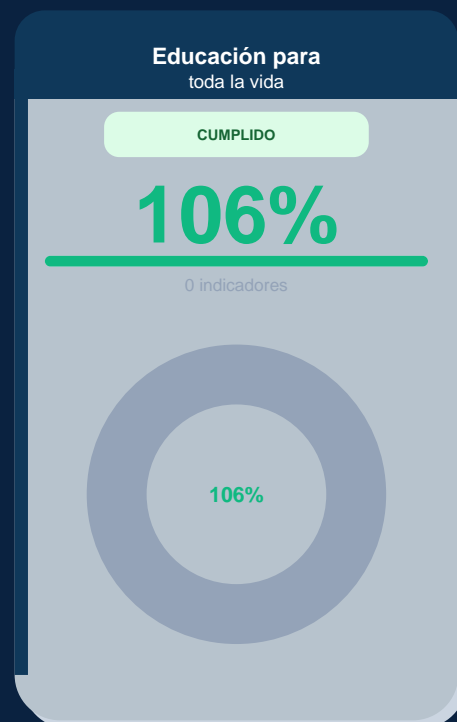 Educación para
toda la vida
CUMPLIDO
106%
0 indicadores
106%